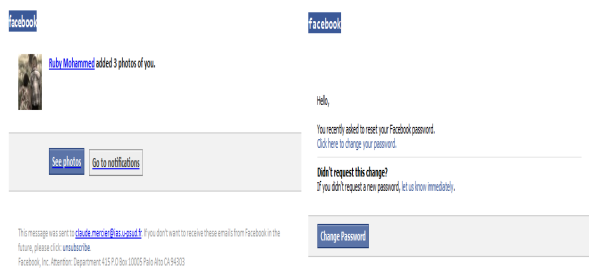 facebook
Ruby Mohammed added 3 photos of you.
See photos
Go to notifications
This message was sent to claude.mercier@ias.u-psud.fr. If you don't want to receive these emails from Facebook in the
future, please click: unsubscribe.
Facebook, Inc. Attention: Department 415 P.O Box 10005 Palo Alto CA 94303
facebook
Hello,
You recently asked to reset your Facebook password.
Click here to change your password.
Didn't request this change?
If you didn't request a new password, let us know immediately.
Change Password